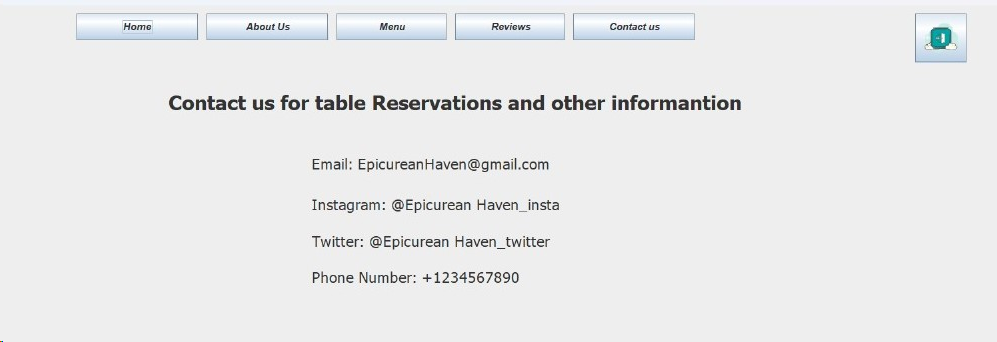 Home
About Us
Menu
Reviews
Contact us
Contact us for table Reservations and other informantion
Email: EpicureanHaven@gmail.com
Instagram: @Epicurean Haven_insta
Twitter: @Epicurean Haven_twitter
Phone Number: +1234567890